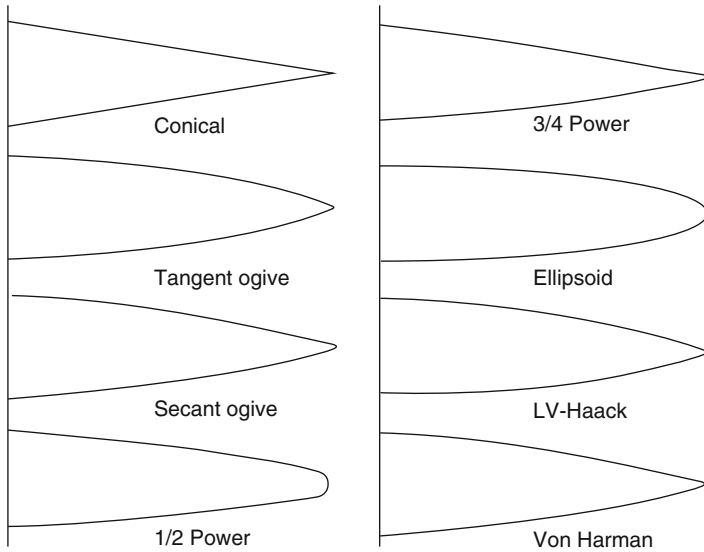 Conical
Tangent ogive
Secant ogive
1/2 Power
3/4 Power
Ellipsoid
LV-Haack
Von Harman